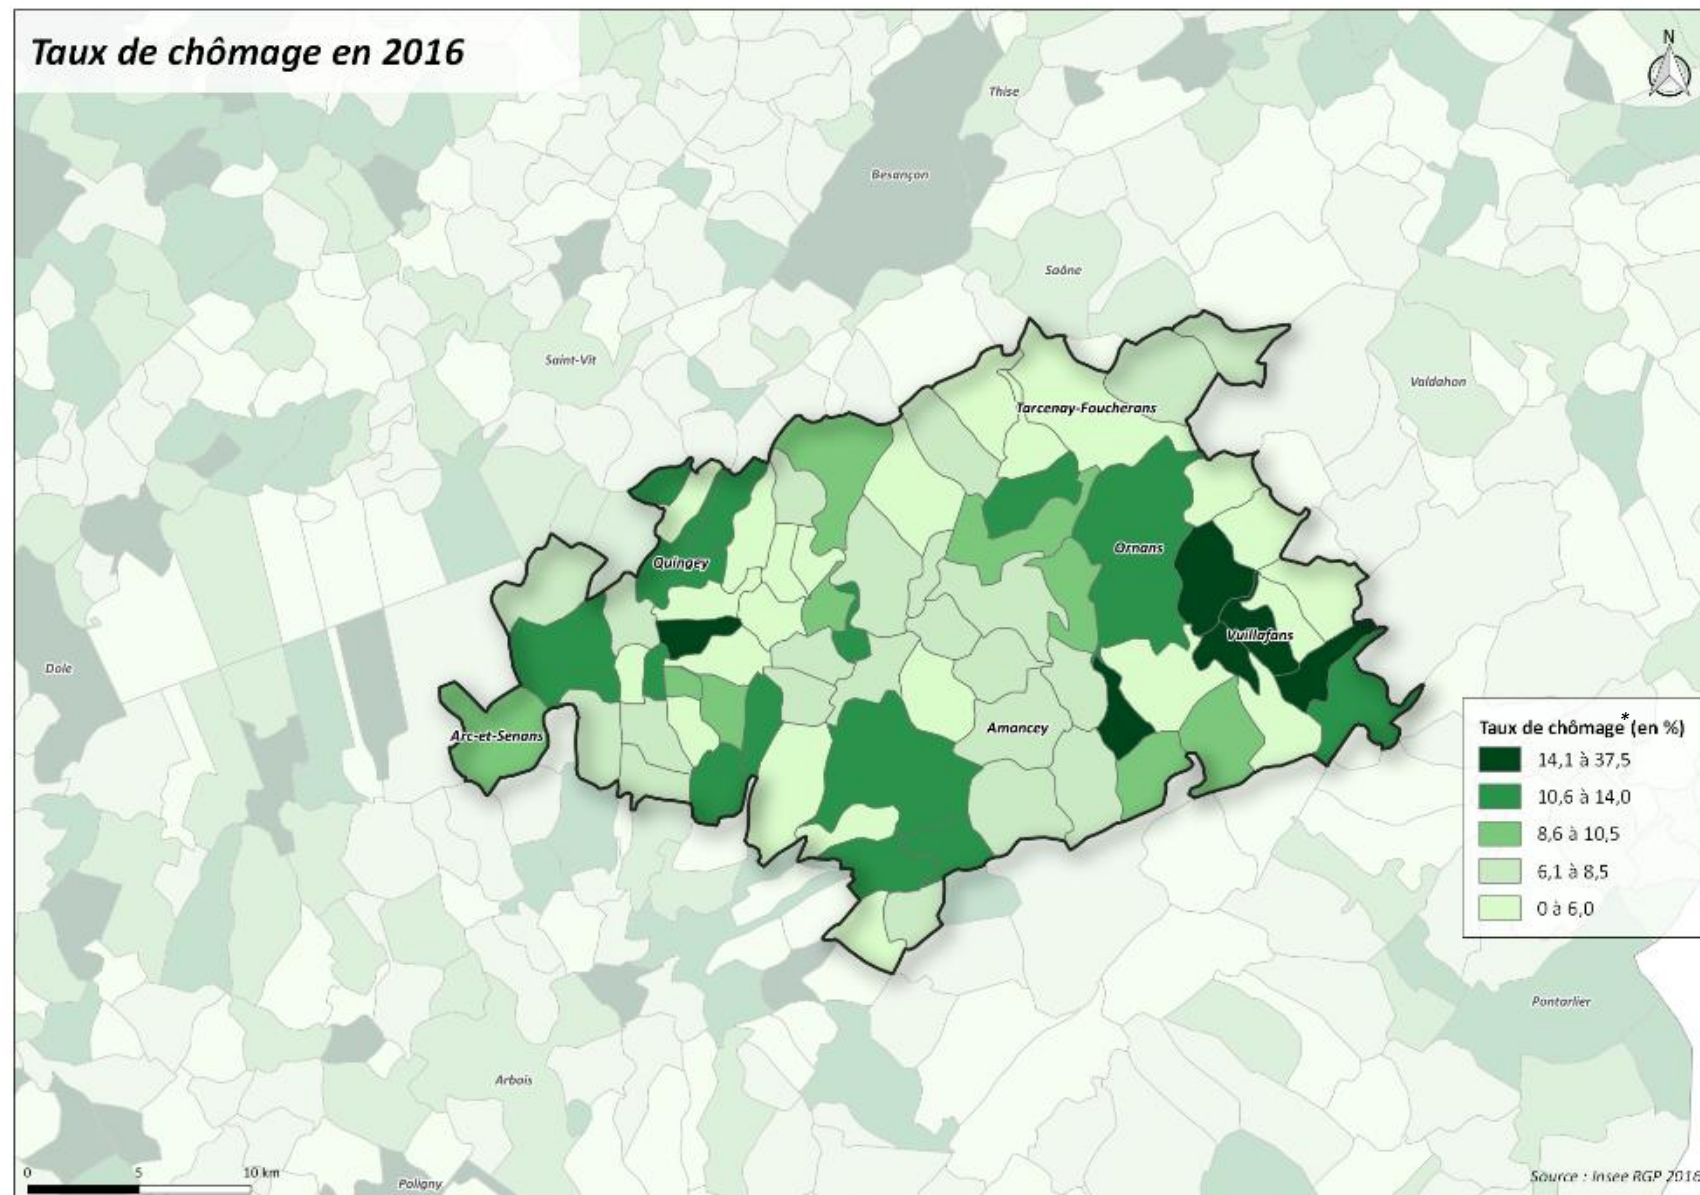 Taux de chômage en 2016
N
Thise
Besançon
Saône
Saint-Vit
Valdahon
Tarcenay-Foucherans
Ornans
Quingey
Vuillafans
Dole
Arc-et-Senans
Amancey
Taux de chômage* (en %)
14,1 à 37,5
10,6 à 14,0
8,6 à 10,5
6,1 à 8,5
0 à 6,0
Pontarlier
Arbois
0 5 10 km
Poligny
Source : Insee RGP 2016